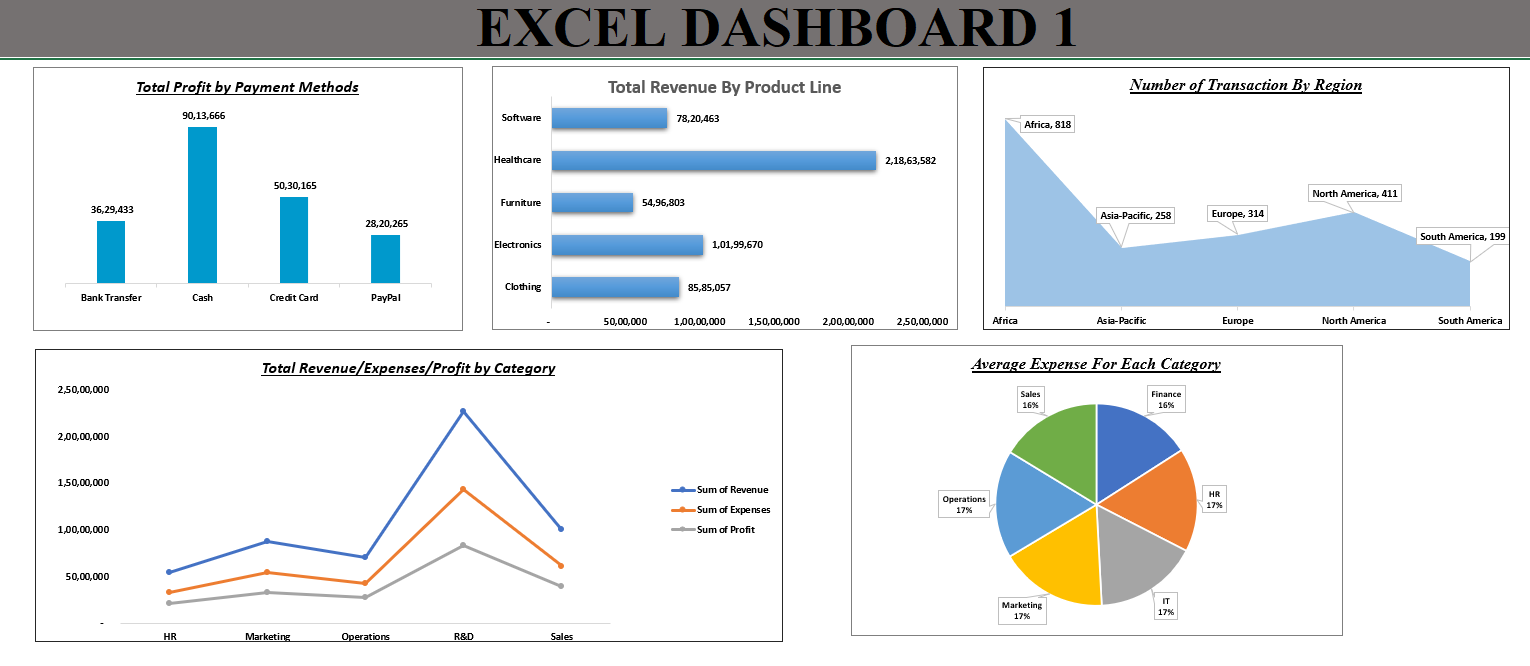 EXCEL DASHBOARD 1
Total Profit by Payment Methods
90,13,666
50,30,165
36,29,433
28,20,265
Bank Transfer
Cash
Credit Card
PayPal
Total Revenue By Product Line
Software
78,20,463
Healthcare
2,18,63,582
Furniture
54,96,803
Electronics
1,01,99,670
Clothing
85,85,057
-
50,00,000
1,00,00,000
1,50,00,000
2,00,00,000
2,50,00,000
Number of Transaction By Region
Africa, 818
Asia-Pacific, 258
Europe, 314
North America, 411
South America, 199
Africa
Asia-Pacific
Europe
North America
South America
Total Revenue/Expenses/Profit by Category
2,50,00,000
2,00,00,000
1,50,00,000
1,00,00,000
50,00,000
-
HR
Marketing
Operations
R&D
Sales
Sum of Revenue
Sum of Expenses
Sum of Profit
Average Expense For Each Category
Sales
16%
Finance
16%
Operations
17%
HR
17%
Marketing
17%
IT
17%